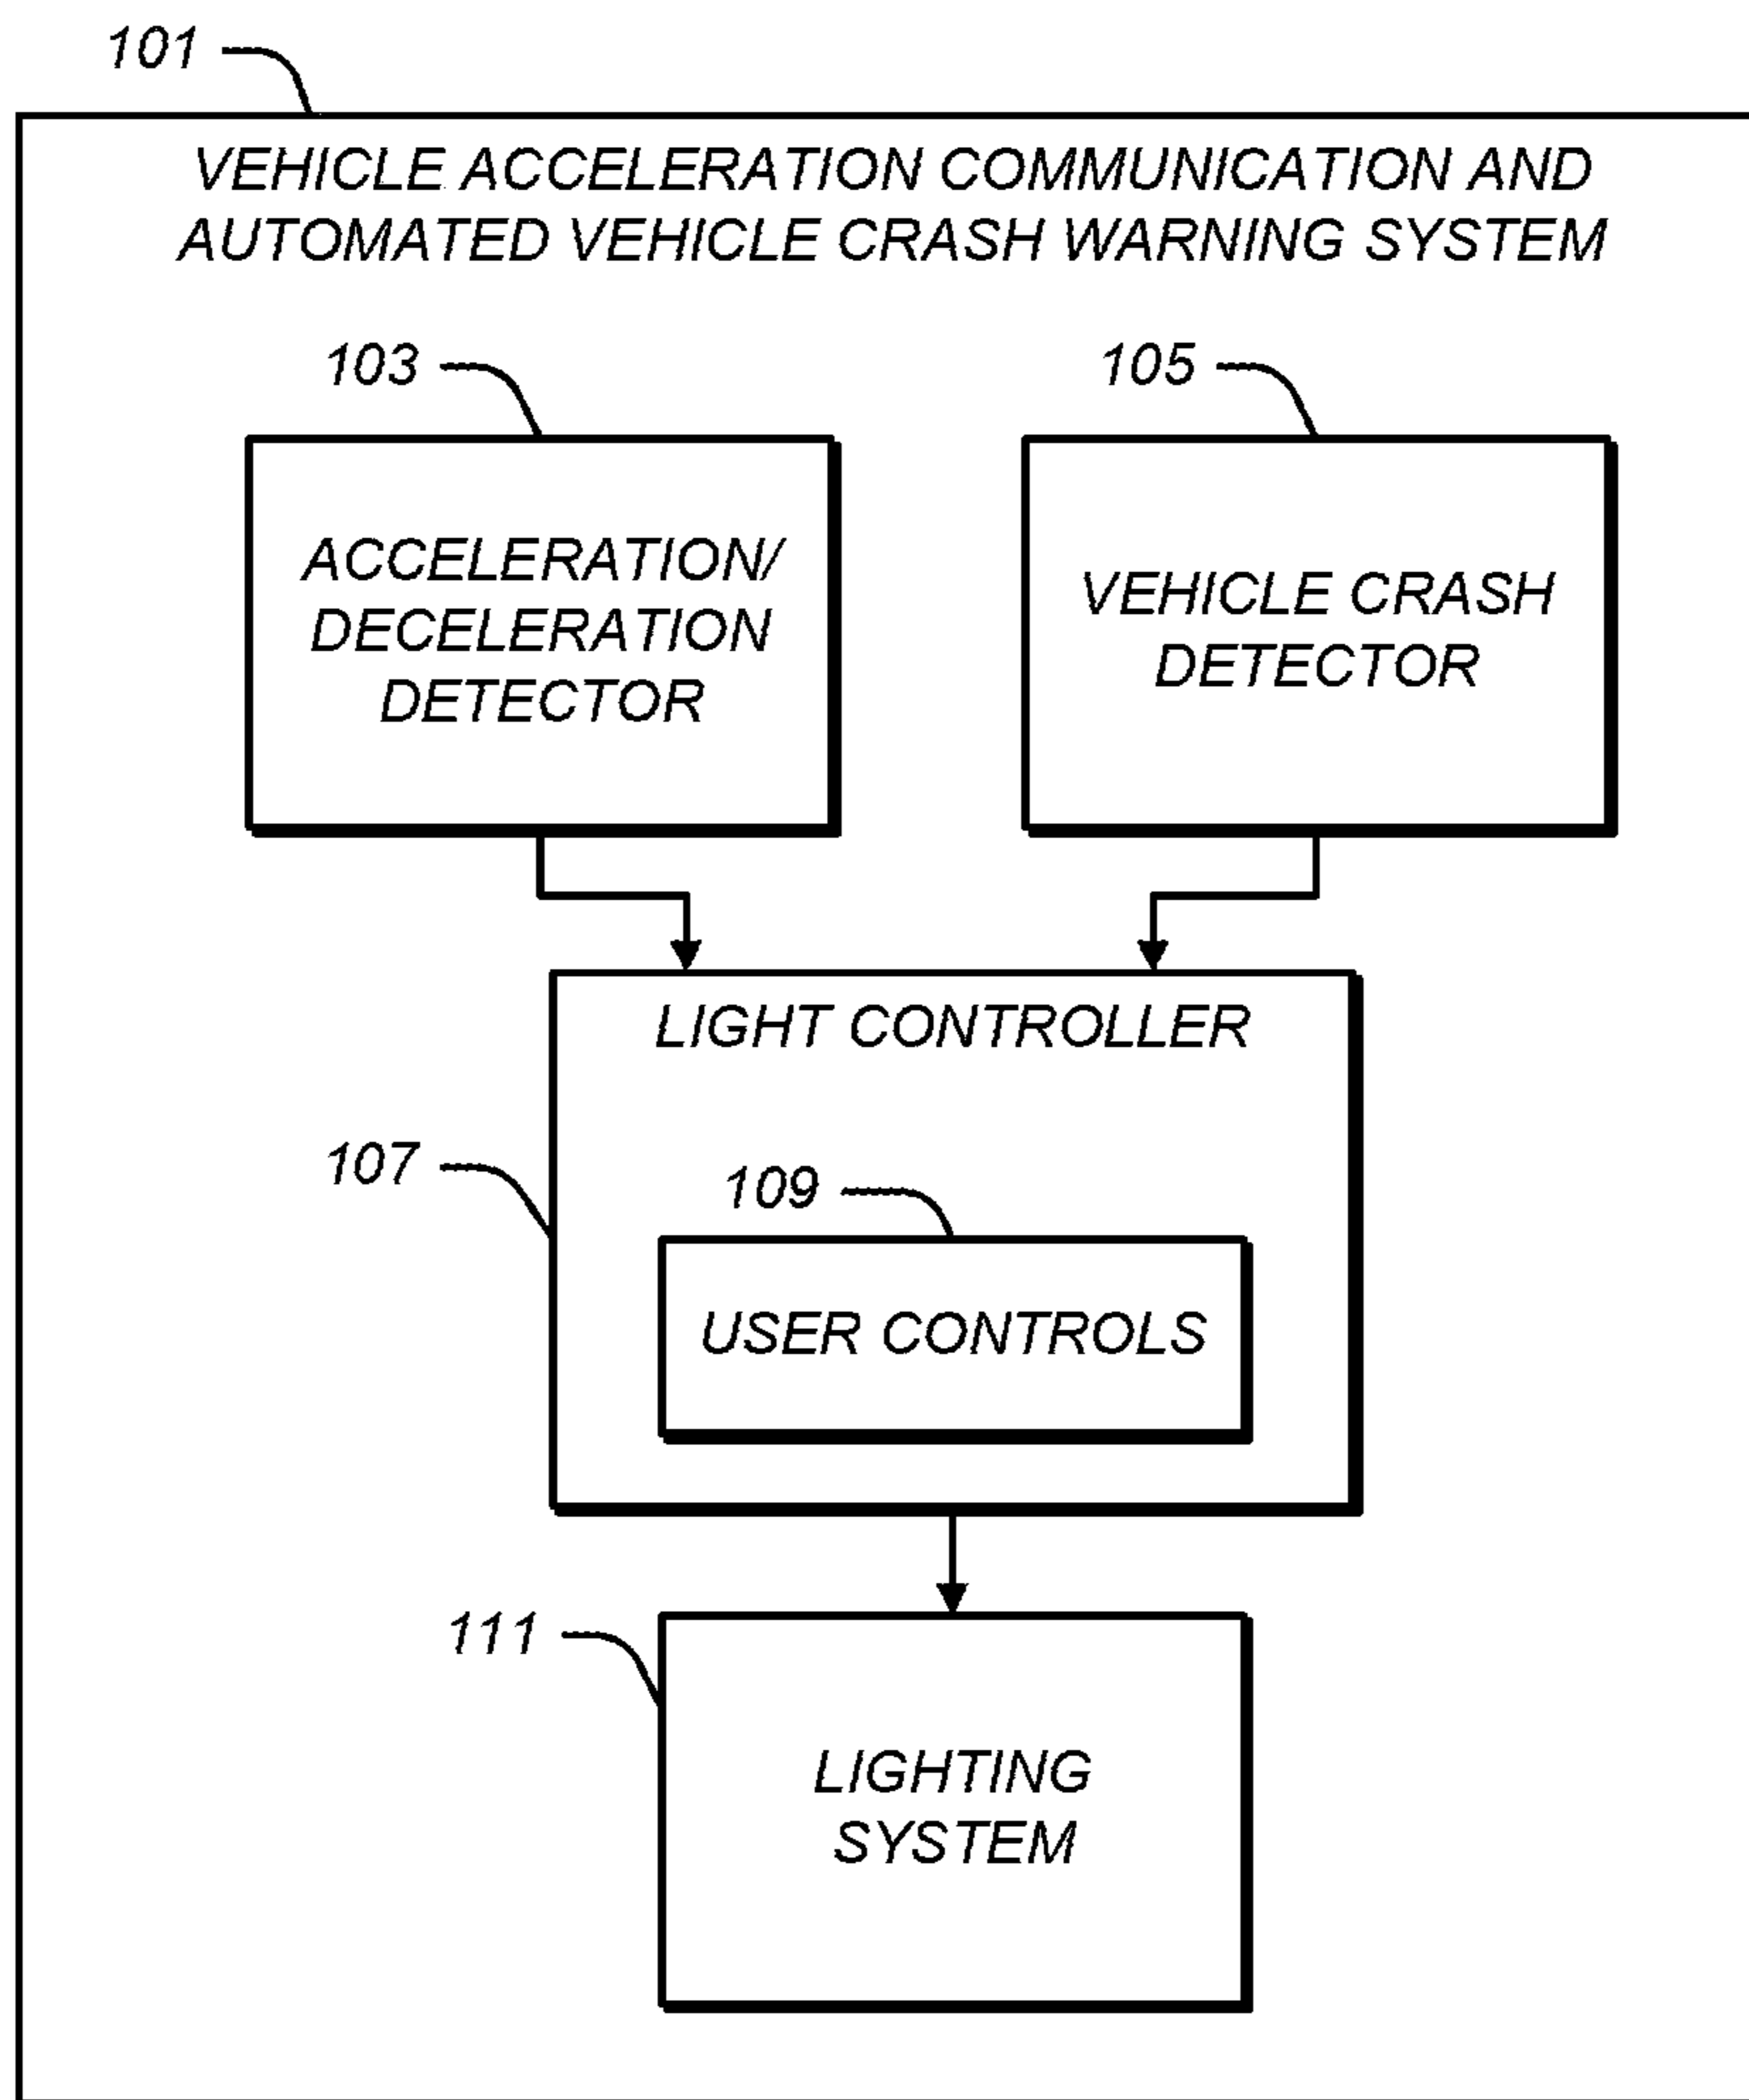 101
VEHICLE ACCELERATION COMMUNICATION AND
AUTOMATED VEHICLE CRASH WARNING SYSTEM
103
ACCELERATION/
DECELERATION
DETECTOR
105
VEHICLE CRASH
DETECTOR
LIGHT CONTROLLER
107
109
USER CONTROLS
111
LIGHTING
SYSTEM